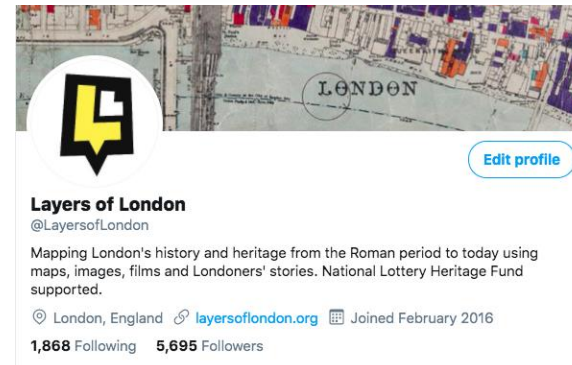 LONDON
Edit profile
Layers of London
@LayersofLondon
Mapping London's history and heritage from the Roman period to today using
maps, images, films and Londoners' stories. National Lottery Heritage Fund
supported.
London, England layersoflondon.org Joined February 2016
1,868 Following 5,695 Followers